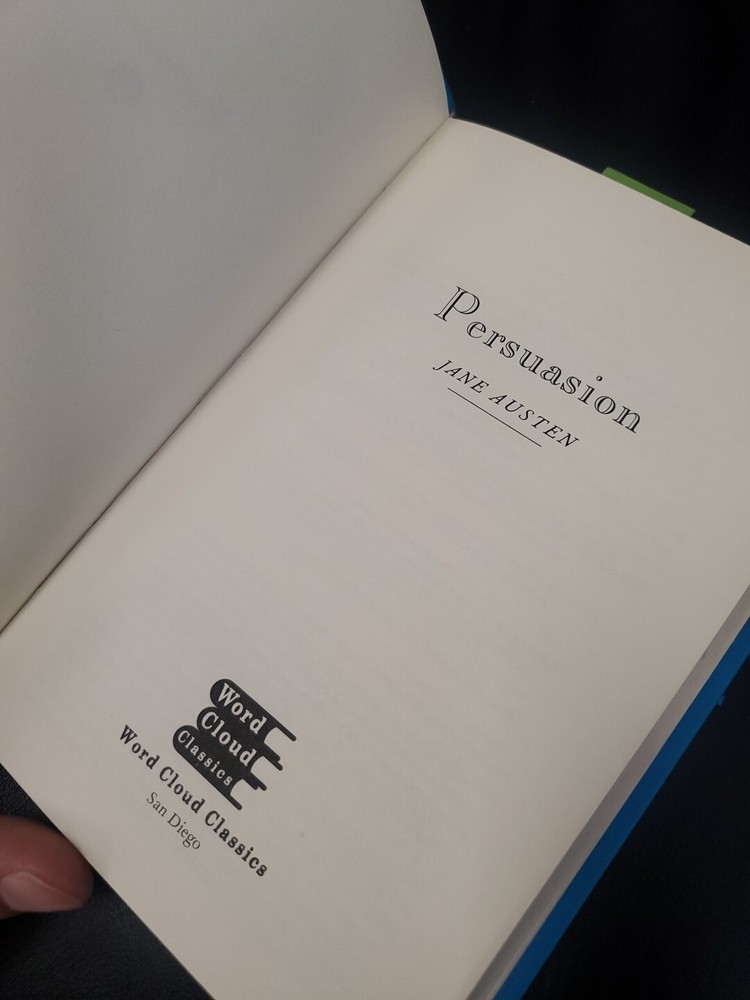 Persuasion
JANE AUSTEN
Word
Cloud
Classics
Word Cloud Classics
San Diego